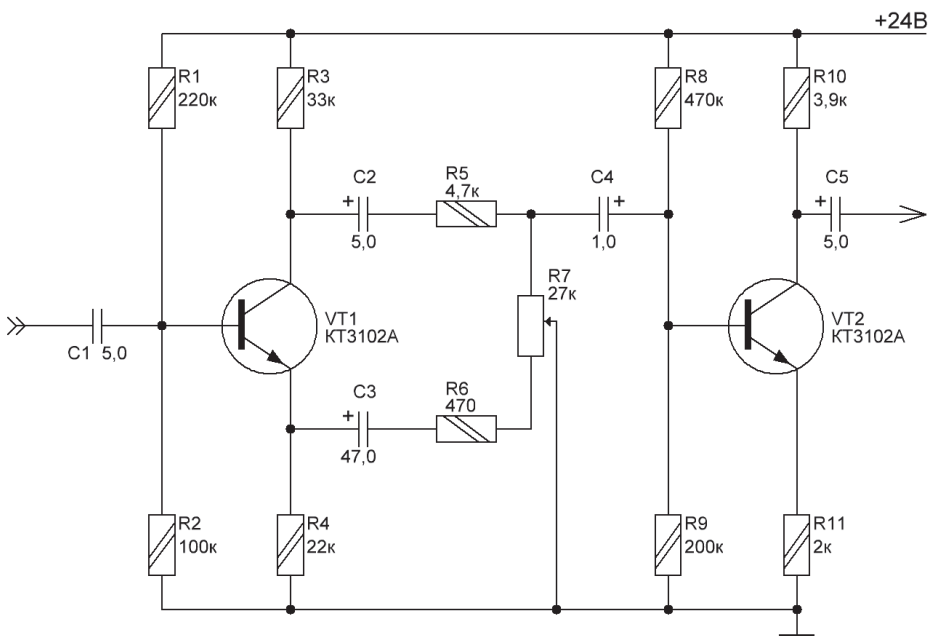 +24В
R1
220к
R3
33к
R8
470к
R10
3,9к
C2
+
5,0
R5
4,7к
C4
+
1,0
C5
+
5,0
R7
27к
C1 5,0
VT1
КТ3102А
VT2
КТ3102А
C3
+
47,0
R6
470
R2
100к
R4
22к
R9
200к
R11
2к